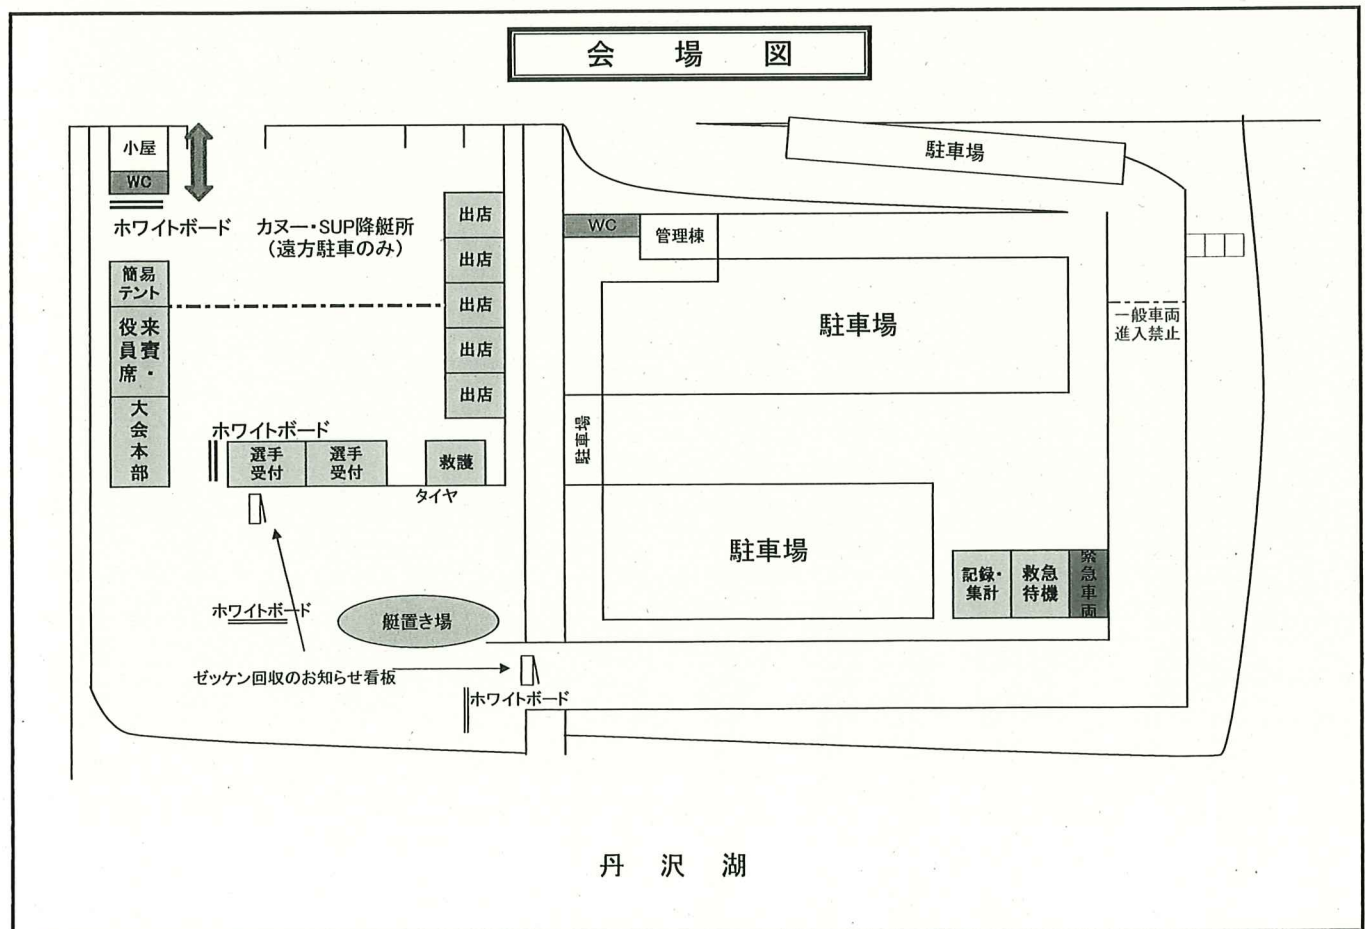 会場図
小屋
WC
ホワイトボード
カヌー・SUP降艇所
(遠方駐車のみ)
簡易
テント
来賓・
役員席
大会本部
出店
出店
出店
出店
出店
ホワイトボード
選手
受付
選手
受付
救護
タイヤ
ホワイトボード
艇置き場
ゼッケン回収のお知らせ看板
ホワイトボード
駐車場
WC
管理棟
駐車場
一般車両
進入禁止
駐車場
駐車場
記録・
集計
救急
待機
緊急車両
丹沢湖